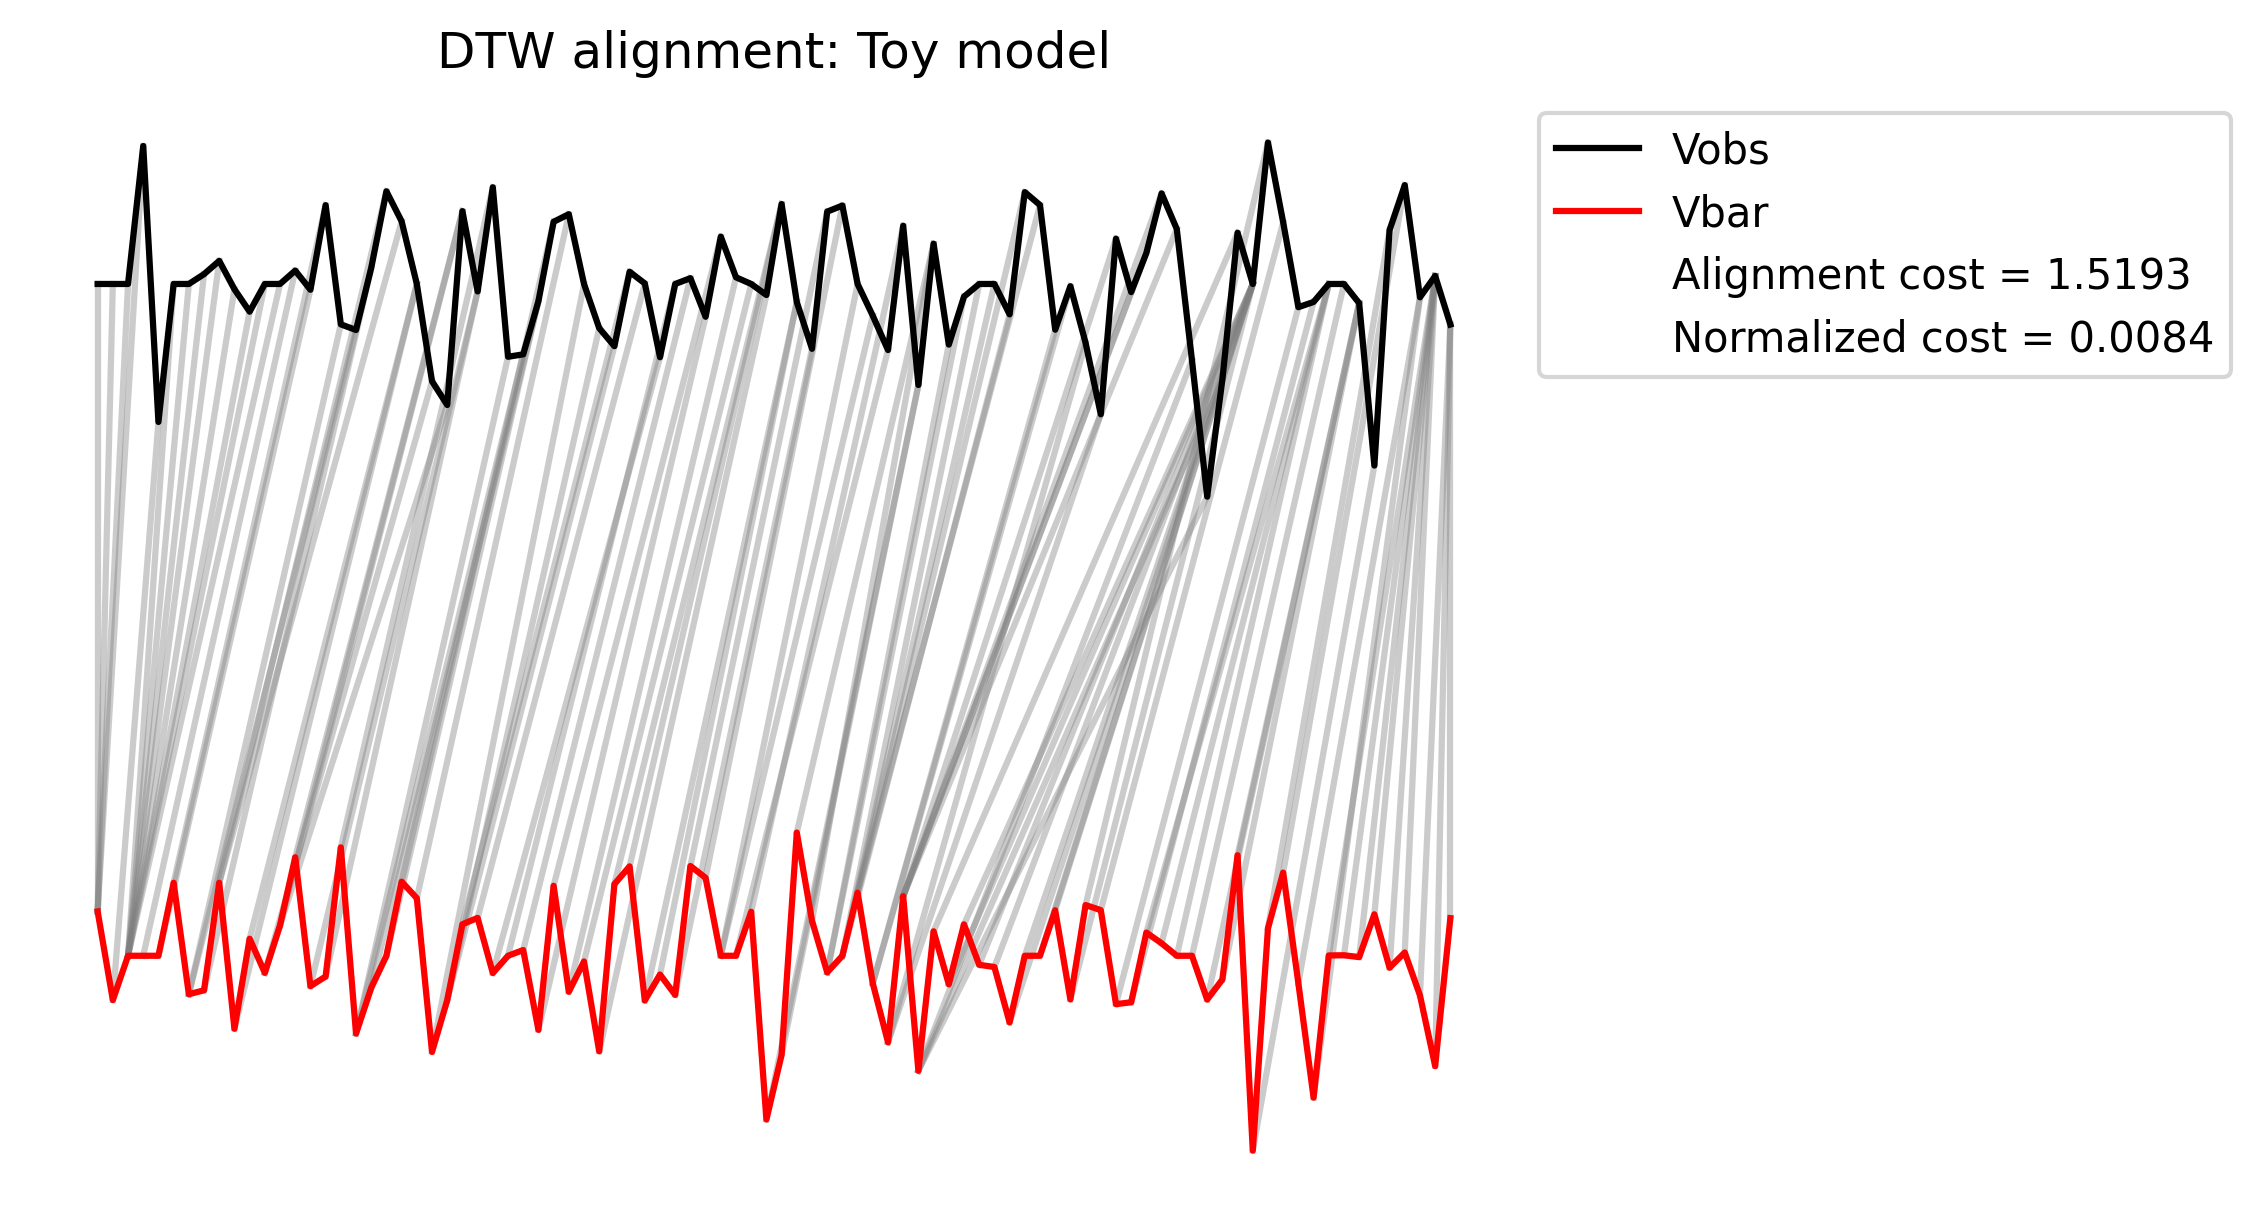 DTW alignment: Toy model
Vobs
Vbar
Alignment cost = 1.5193
Normalized cost = 0.0084